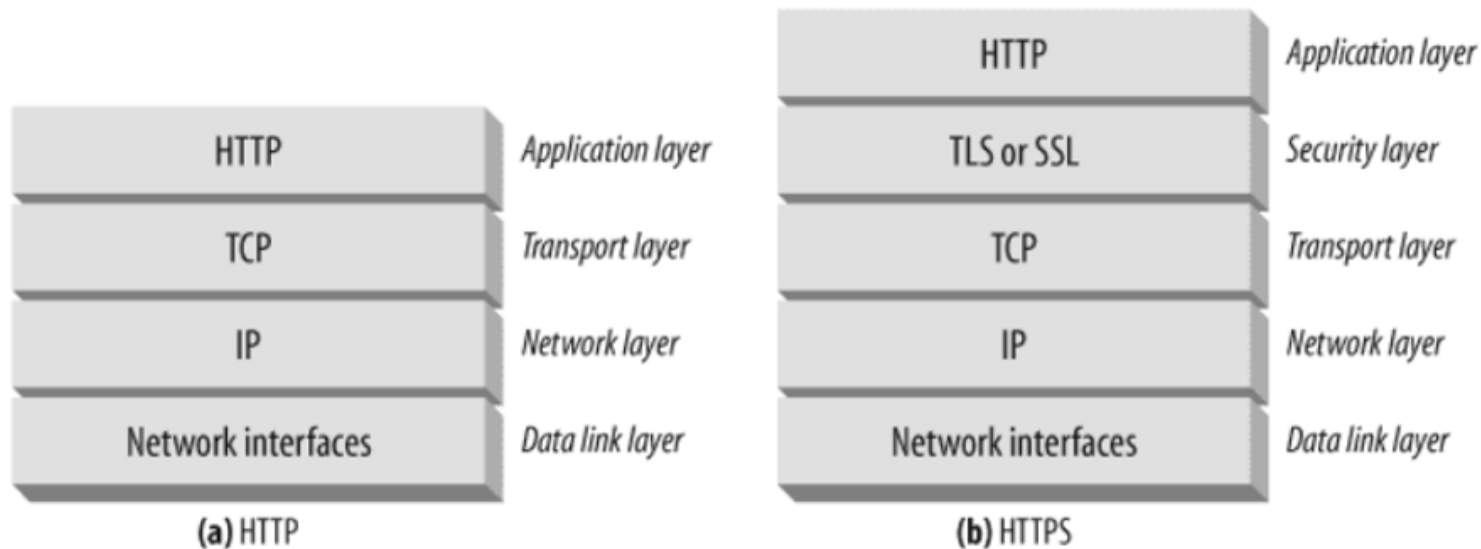 HTTP Application layer
TCP Transport layer
IP Network layer
Network interfaces Data link layer
(a) HTTP
HTTP Application layer
TLS or SSL Security layer
TCP Transport layer
IP Network layer
Network interfaces Data link layer
(b) HTTPS